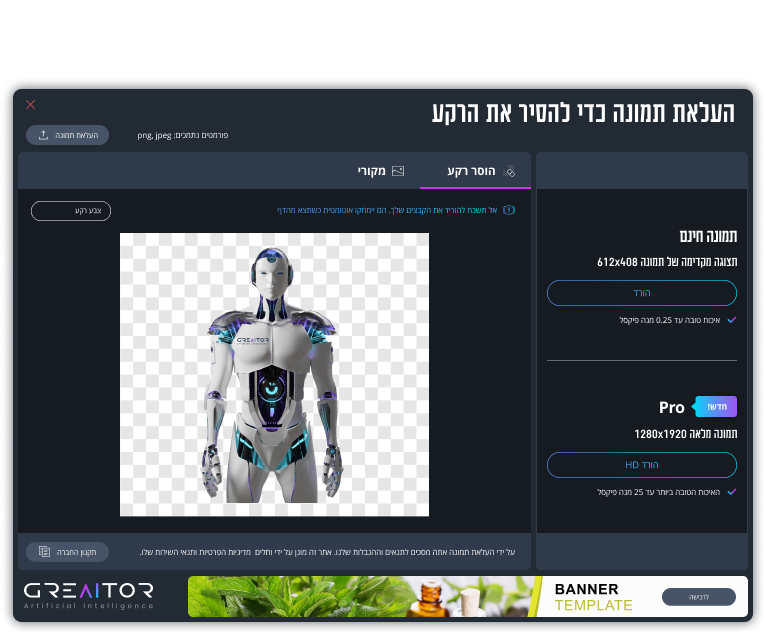 העלאת תמונה כדי להסיר את הרקע
העלאת תמונה
פורמטים נתמכים: png, jpeg
הוסר רקע
מקורי
אל תשכח להוריד את הקבצים שלך. הם יימחקו אוטומטית כשתצא מהדף
צבע רקע
GREAITOR
תמונה חינם
תצוגה מקדימה של תמונה 612x408
הורד
איכות טובה עד 0.25 מגה פיקסל
חדש!
Pro
תמונה מלאה 1280x1920
הורד HD
האיכות הטובה ביותר עד 25 מגה פיקסל
על ידי העלאת תמונה אתה מסכים לתנאים וההגבלות שלנו. אתר זה מוגן על ידי וחלים מדיניות הפרטיות ותנאי השירות שלו.
תקנון החברה
GREAITOR
Artificial Intelligence
BANNER
TEMPLATE
לרכישה